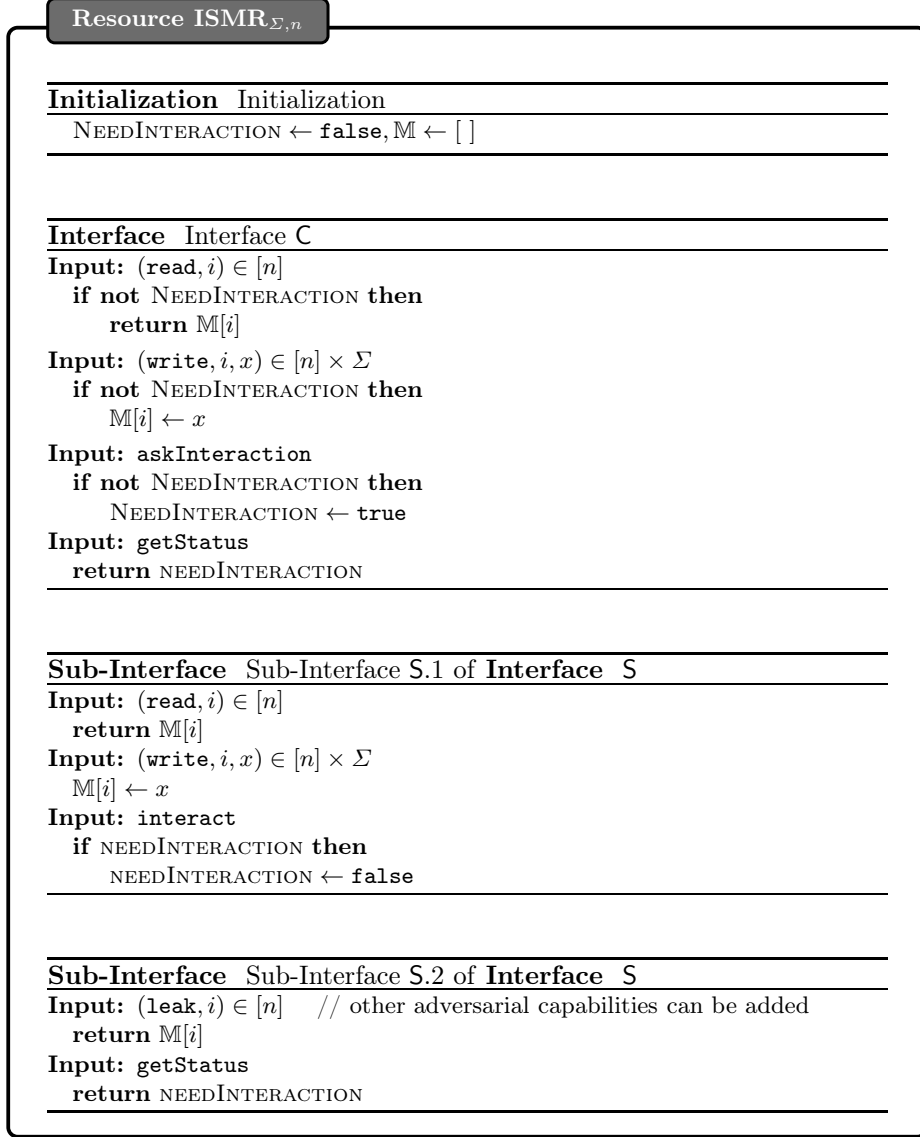 Resource ISMR_{Σ,n}
Initialization Initialization
NEEDINTERACTION ← false, 𝕄 ← [ ]
Interface Interface C
Input: (read, i) ∈ [n]
if not NEEDINTERACTION then
return 𝕄[i]
Input: (write, i, x) ∈ [n] × Σ
if not NEEDINTERACTION then
𝕄[i] ← x
Input: askInteraction
if not NEEDINTERACTION then
NEEDINTERACTION ← true
Input: getStatus
return NEEDINTERACTION
Sub-Interface Sub-Interface S.1 of Interface S
Input: (read, i) ∈ [n]
return 𝕄[i]
Input: (write, i, x) ∈ [n] × Σ
𝕄[i] ← x
Input: interact
if NEEDINTERACTION then
NEEDINTERACTION ← false
Sub-Interface Sub-Interface S.2 of Interface S
Input: (leak, i) ∈ [n] // other adversarial capabilities can be added
return 𝕄[i]
Input: getStatus
return NEEDINTERACTION